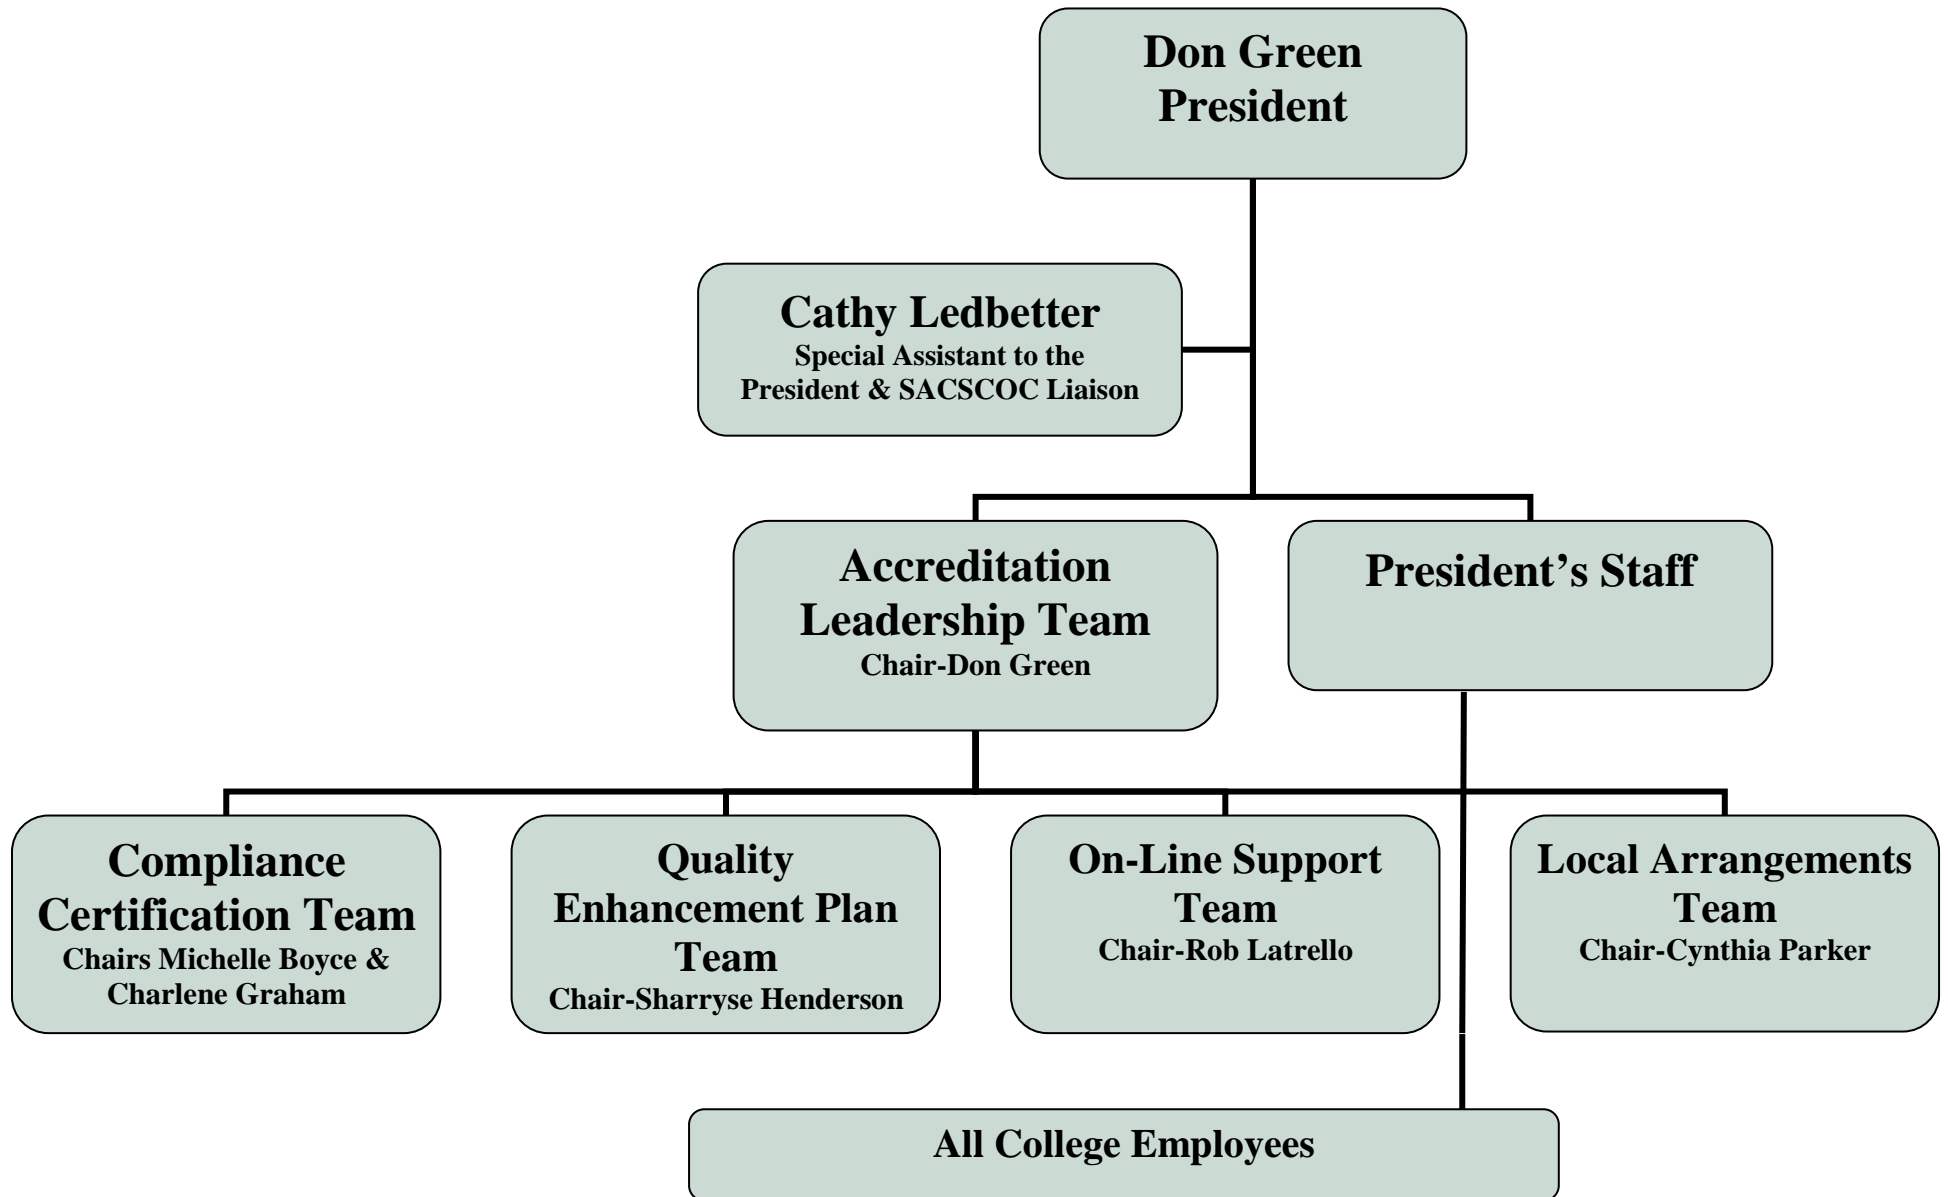 Don Green
President
Cathy Ledbetter
Special Assistant to the
President & SACSCOC Liaison
Accreditation
Leadership Team
Chair-Don Green
President’s Staff
Compliance
Certification Team
Chairs Michelle Boyce &
Charlene Graham
Quality
Enhancement Plan
Team
Chair-Sharryse Henderson
On-Line Support
Team
Chair-Rob Latrello
Local Arrangements
Team
Chair-Cynthia Parker
All College Employees